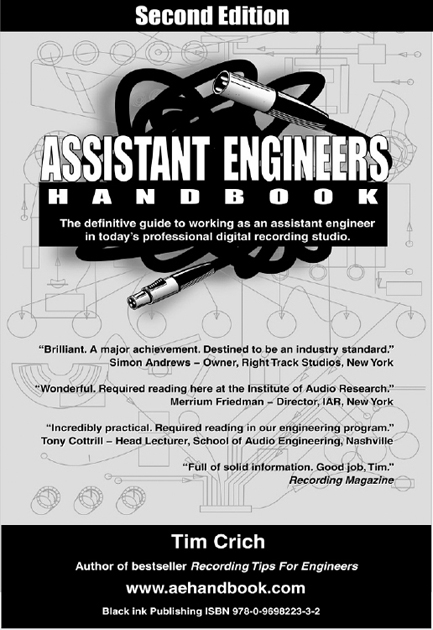 Second Edition
ASSISTANT ENGINEERS
HANDBOOK
The definitive guide to working as an assistant engineer
in today's professional digital recording studio.
“Brilliant. A major achievement. Destined to be an industry standard.”
Simon Andrews – Owner, Right Track Studios, New York
“Wonderful. Required reading here at the Institute of Audio Research.”
Merrium Friedman – Director, IAR, New York
“Incredibly practical. Required reading in our engineering program.”
Tony Cottrill – Head Lecturer, School of Audio Engineering, Nashville
“Full of solid information. Good job, Tim.”
Recording Magazine
Tim Crich
Author of bestseller Recording Tips For Engineers
www.aehandbook.com
Black ink Publishing ISBN 978-0-9698223-3-2